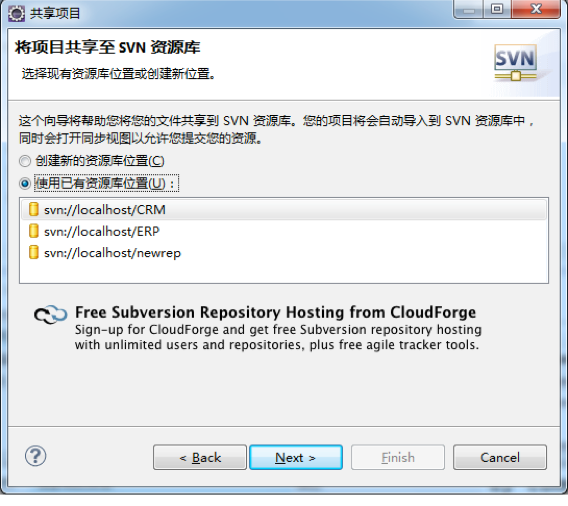 共享项目
将项目共享至 SVN 资源库
选择现有资源库位置或创建新位置。
SVN
这个向导将帮助您将您的文件共享到 SVN 资源库。您的项目将会自动导入到 SVN 资源库中，
同时会打开同步视图以允许您提交您的资源。
创建新的资源库位置(C)
使用已有资源库位置(U)：
svn://localhost/CRM
svn://localhost/ERP
svn://localhost/newrep
Free Subversion Repository Hosting from CloudForge
Sign-up for CloudForge and get free Subversion repository hosting
with unlimited users and repositories, plus free agile tracker tools.
?
< Back
Next >
Finish
Cancel